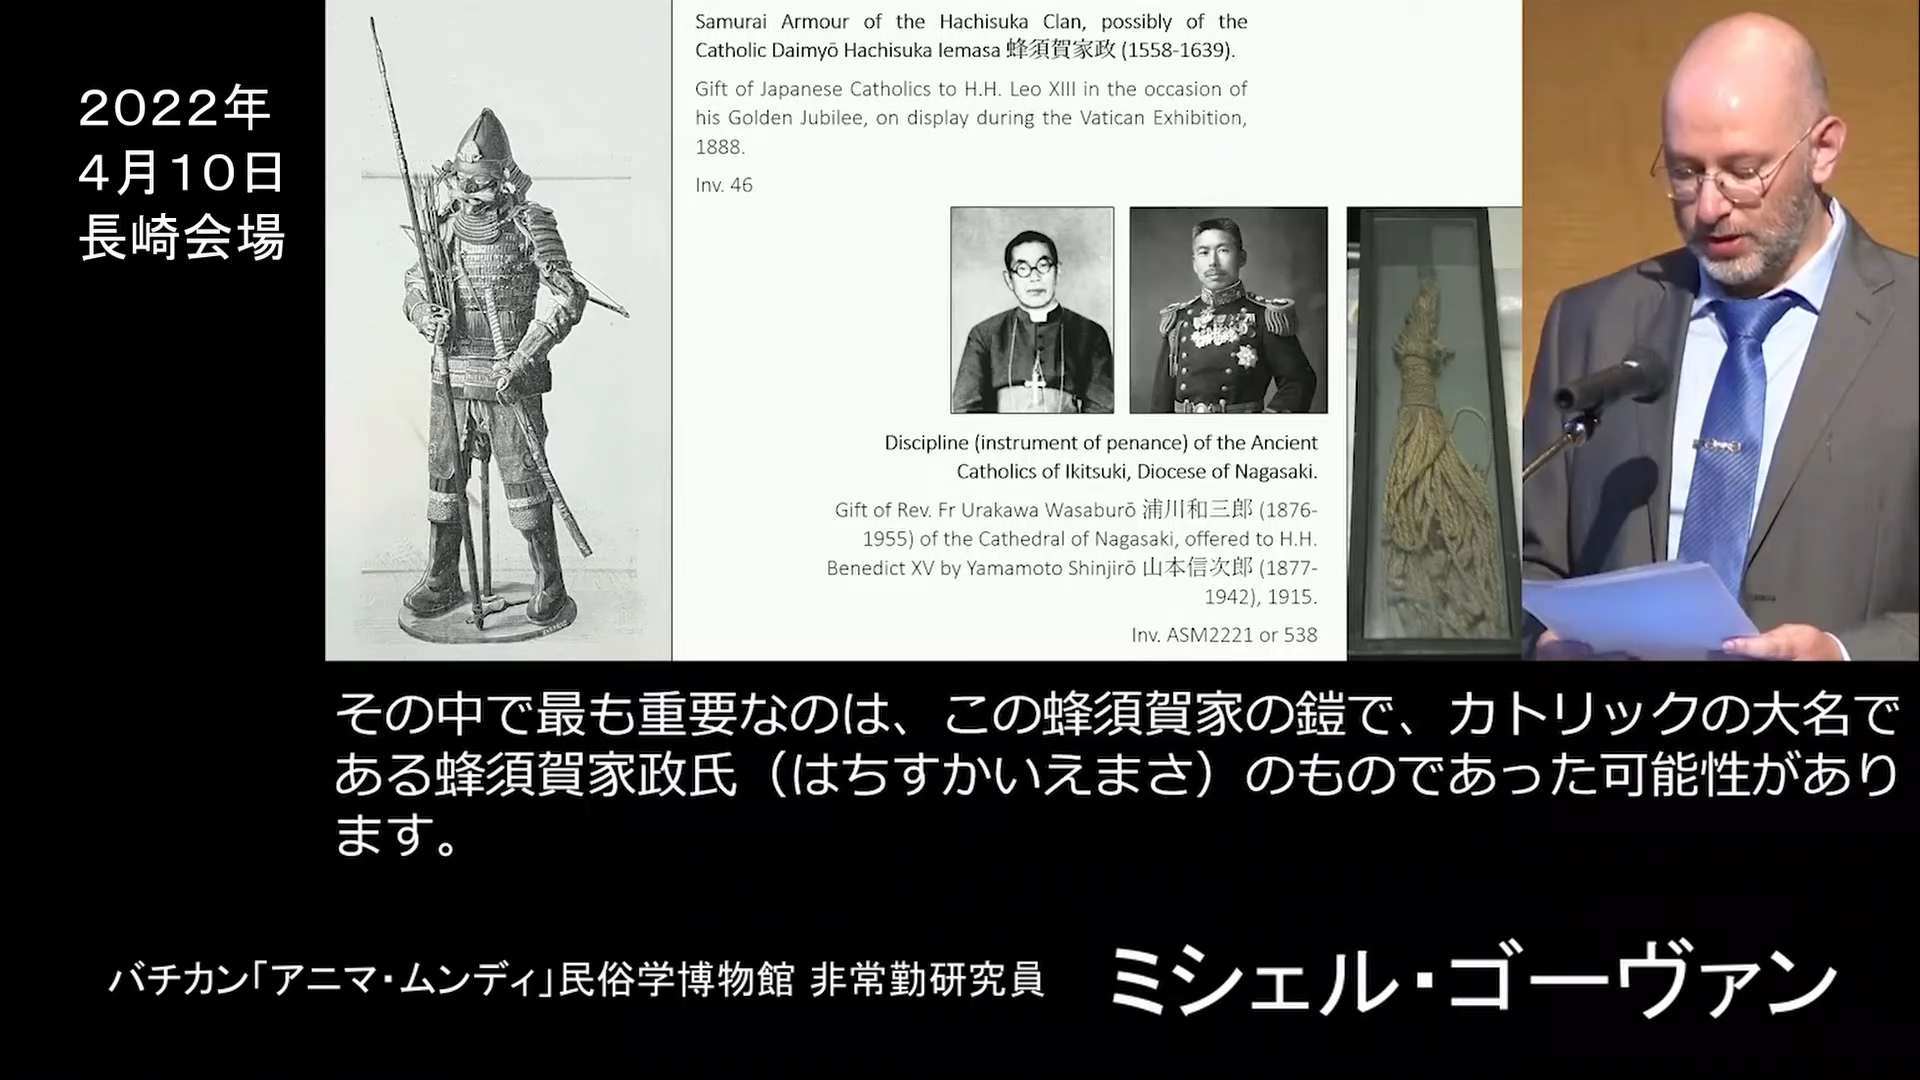 2022年
4月10日
長崎会場
Samurai Armour of the Hachisuka Clan, possibly of the
Catholic Daimyō Hachisuka Iemasa 蜂須賀家政 (1558-1639).
Gift of Japanese Catholics to H.H. Leo XIII in the occasion of
his Golden Jubilee, on display during the Vatican Exhibition,
1888.
Inv. 46
Discipline (instrument of penance) of the Ancient
Catholics of Ikitsuki, Diocese of Nagasaki.
Gift of Rev. Fr Urakawa Wasaburō 浦川和三郎 (1876-
1955) of the Cathedral of Nagasaki, offered to H.H.
Benedict XV by Yamamoto Shinjirō 山本信次郎 (1877-
1942), 1915.
Inv. ASM2221 or 538
その中で最も重要なのは、この蜂須賀家の鎧で、カトリックの大名で
ある蜂須賀家政氏（はちすかいえまさ）のものであった可能性があり
ます。
バチカン「アニマ・ムンディ」民俗学博物館 非常勤研究員 ミシェル・ゴーヴァン